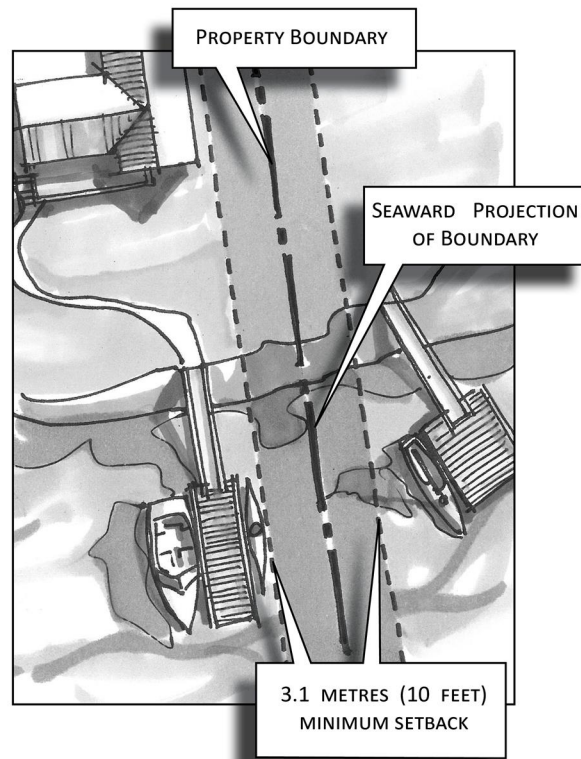 PROPERTY BOUNDARY
SEAWARD PROJECTION
OF BOUNDARY
3.1 METRES (10 FEET)
MINIMUM SETBACK